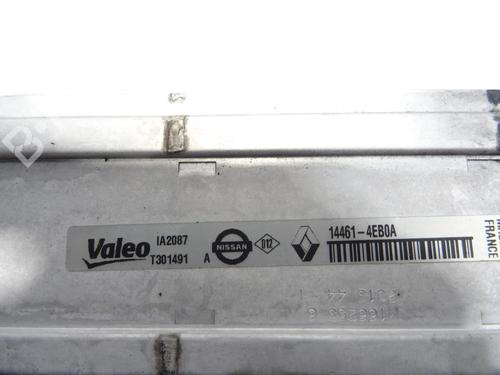 Valeo
IA2087
T301491 A
NISSAN
D12
14461-4EB0A
FRANCE